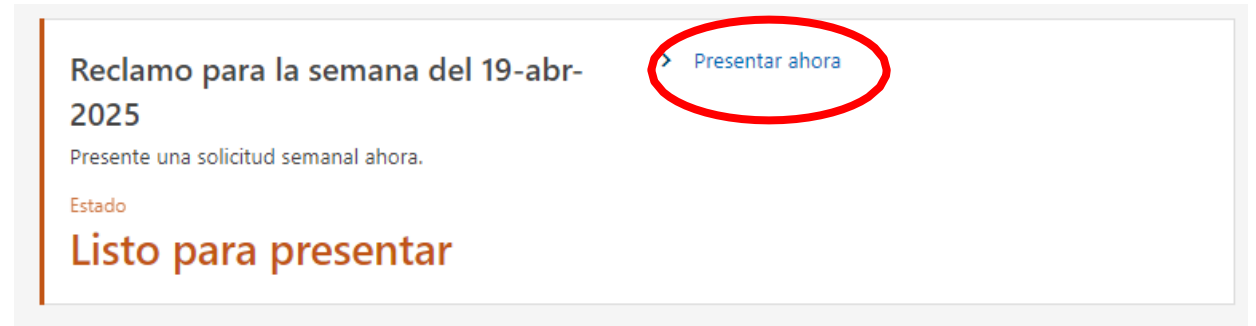 Reclamo para la semana del 19-abr-
2025
Presente una solicitud semanal ahora.
Estado
Listo para presentar
Presentar ahora